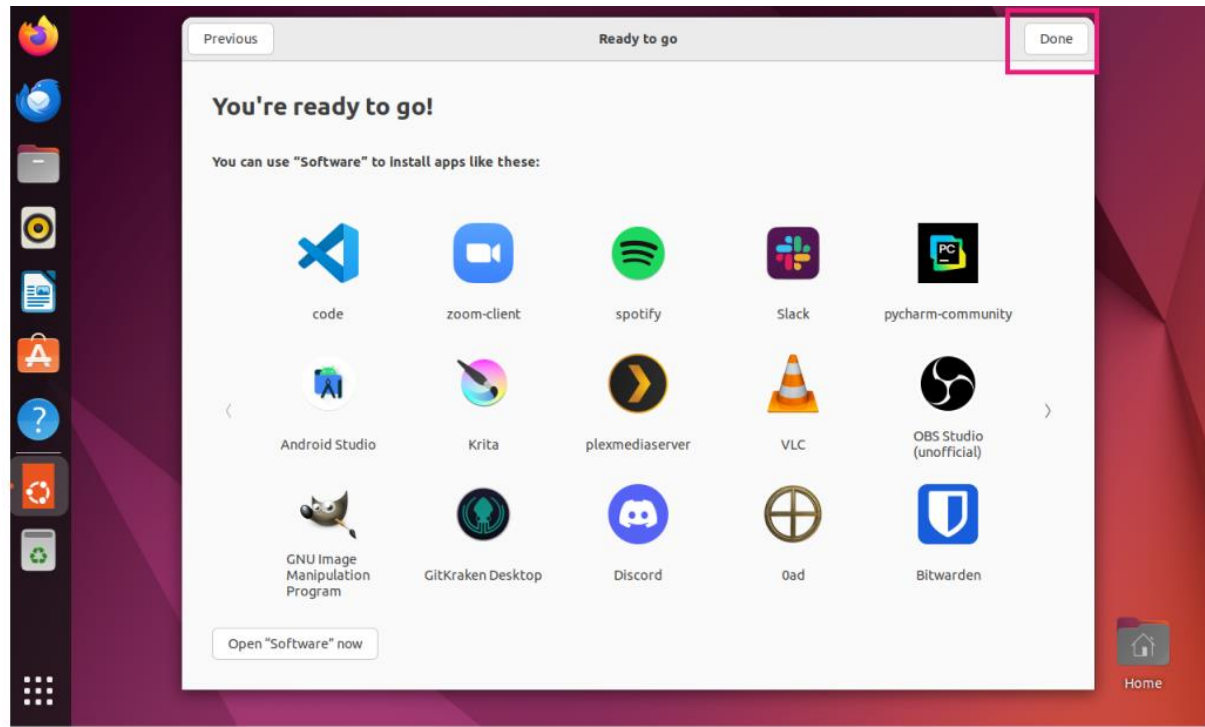 Previous
Ready to go
Done
You're ready to go!
You can use “Software” to install apps like these:
code
zoom-client
spotify
Slack
PC
pycharm-community
Android Studio
Krita
plexmediaserver
VLC
OBS Studio
(unofficial)
GNU Image
Manipulation
Program
GitKraken Desktop
Discord
0ad
Bitwarden
Open “Software” now
Home